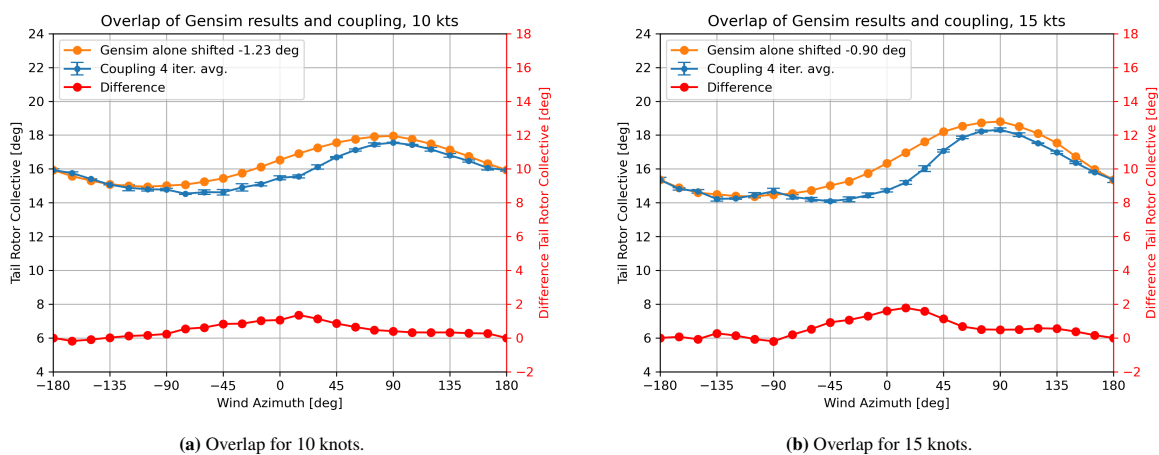 Overlap of Gensim results and coupling, 10 kts
Gensim alone shifted -1.23 deg
Coupling 4 iter. avg.
Difference
Tail Rotor Collective [deg]
24
22
20
18
16
14
12
10
8
6
4
Difference Tail Rotor Collective [deg]
18
16
14
12
10
8
6
4
2
0
−2
−180 −135 −90 −45 0 45 90 135 180
Wind Azimuth [deg]
(a) Overlap for 10 knots.
Overlap of Gensim results and coupling, 15 kts
Gensim alone shifted -0.90 deg
Coupling 4 iter. avg.
Difference
Tail Rotor Collective [deg]
24
22
20
18
16
14
12
10
8
6
4
Difference Tail Rotor Collective [deg]
18
16
14
12
10
8
6
4
2
0
−2
−180 −135 −90 −45 0 45 90 135 180
Wind Azimuth [deg]
(b) Overlap for 15 knots.